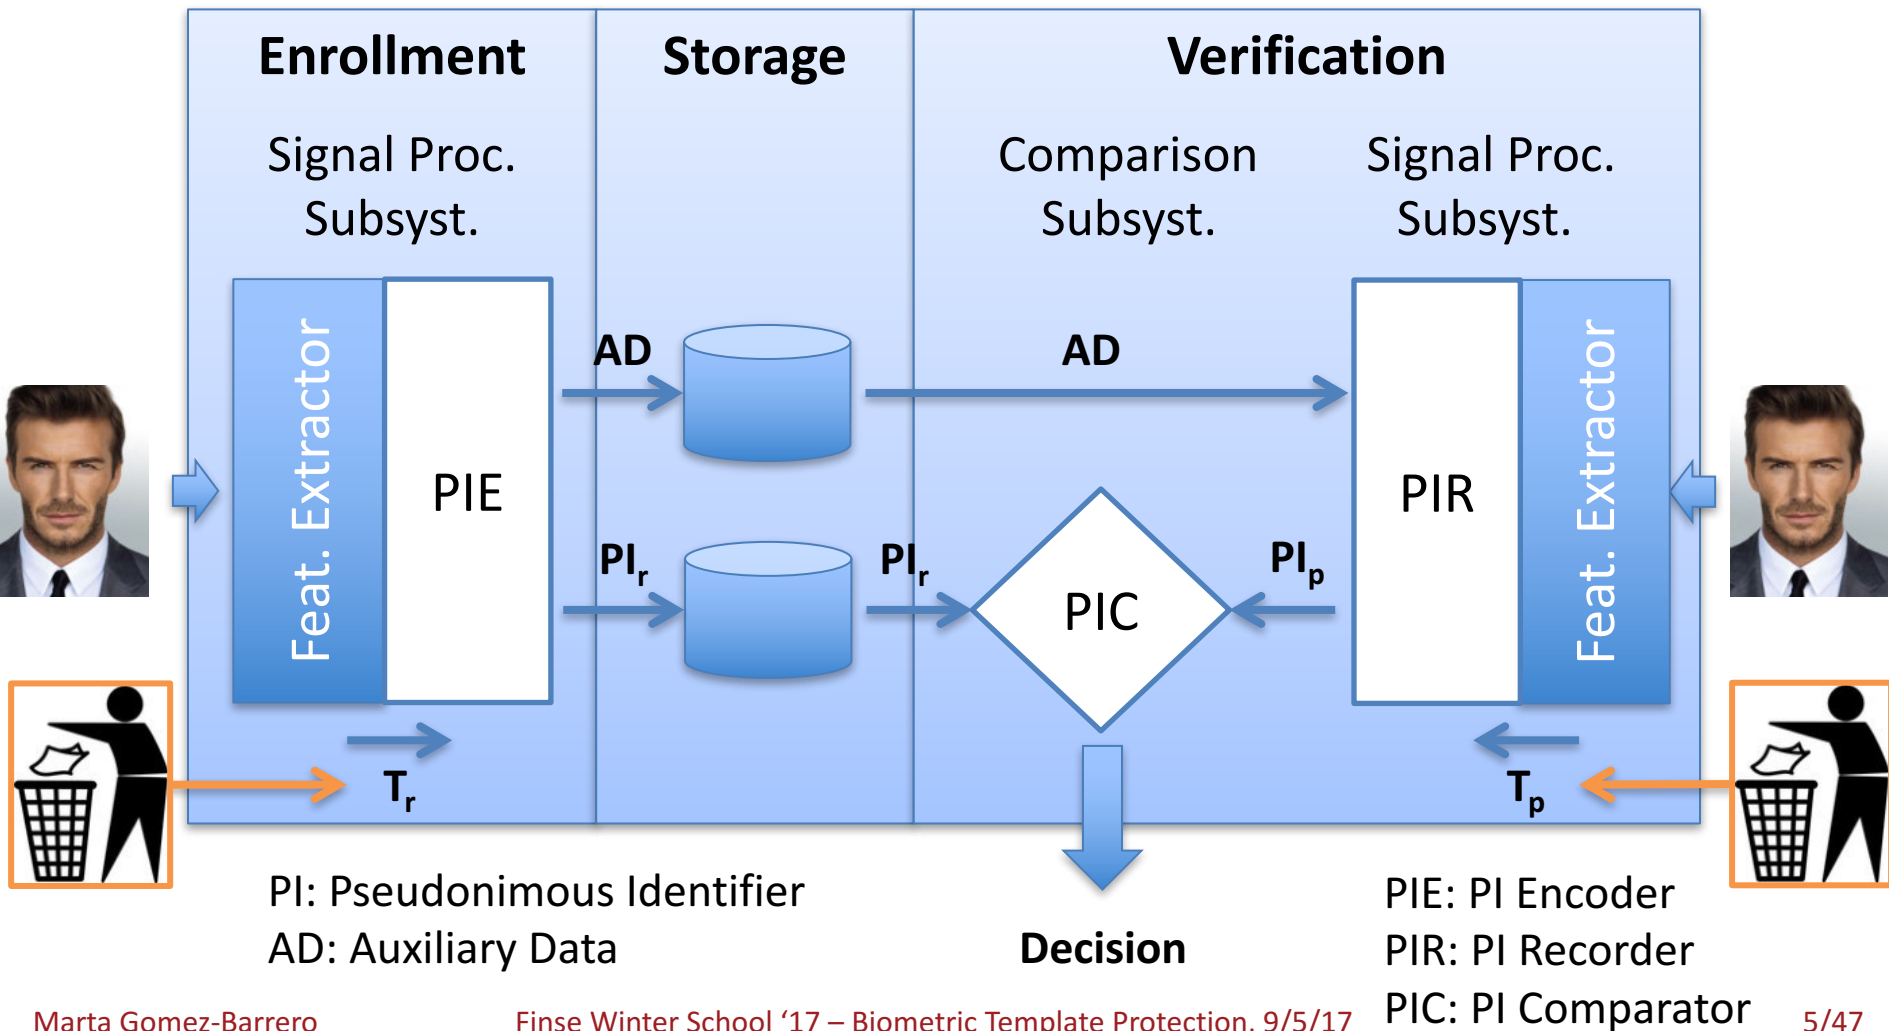 Enrollment
Storage
Verification
Signal Proc.
Subsyst.
Comparison
Subsyst.
Signal Proc.
Subsyst.
Feat. Extractor
PIE
AD
AD
PIR
Feat. Extractor
PIr
PIr
PIC
PIp
Tr
Tp
PI: Pseudonimous Identifier
AD: Auxiliary Data
Decision
PIE: PI Encoder
PIR: PI Recorder
PIC: PI Comparator
Marta Gomez-Barrero
Finse Winter School ‘17 – Biometric Template Protection. 9/5/17
5/47